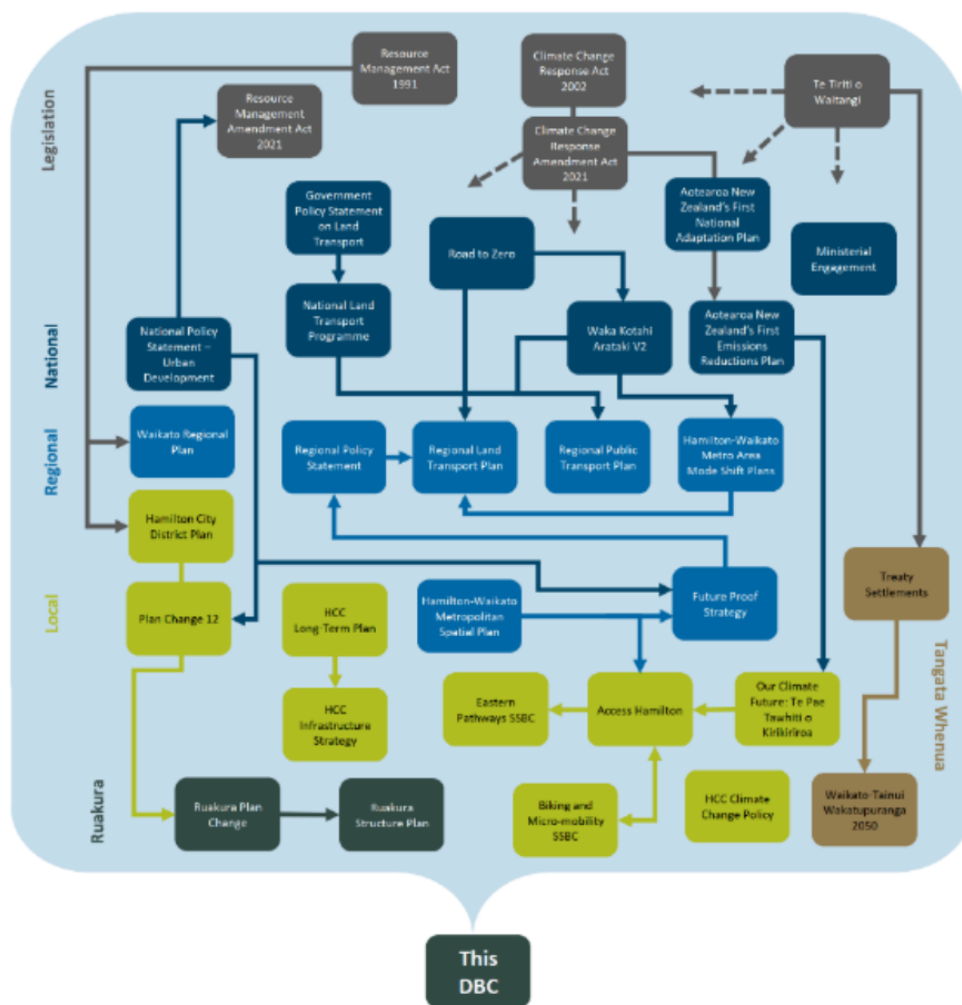 Legislation
Resource
Management Act
1991
Climate Change
Response Act
2002
Te Tiriti o
Waitangi
Resource
Management
Amendment Act
2021
Climate Change
Response
Amendment Act
2021
National
Government
Policy Statement
on Land
Transport
Aotearoa New
Zealand's First
National
Adaptation Plan
Road to Zero
Ministerial
Engagement
National Policy
Statement –
Urban
Development
National Land
Transport
Programme
Waka Kotahi
Arataki V2
Aotearoa New
Zealand's First
Emissions
Reductions Plan
Regional
Waikato Regional
Plan
Regional Policy
Statement
Regional Land
Transport Plan
Regional Public
Transport Plan
Hamilton-Waikato
Metro Area
Mode Shift Plans
Local
Hamilton City
District Plan
Plan Change 12
HCC
Long-Term Plan
Hamilton-Waikato
Metropolitan
Spatial Plan
Future Proof
Strategy
Treaty
Settlements
Tangata Whenua
HCC
Infrastructure
Strategy
Eastern
Pathways SSBC
Access Hamilton
Our Climate
Future: Te Pae
Tawhiti o
Kirikiriroa
Ruakura
Ruakura Plan
Change
Ruakura
Structure Plan
Biking and
Micro-mobility
SSBC
HCC Climate
Change Policy
Waikato-Tainui
Wakatupuranga
2050
This
DBC